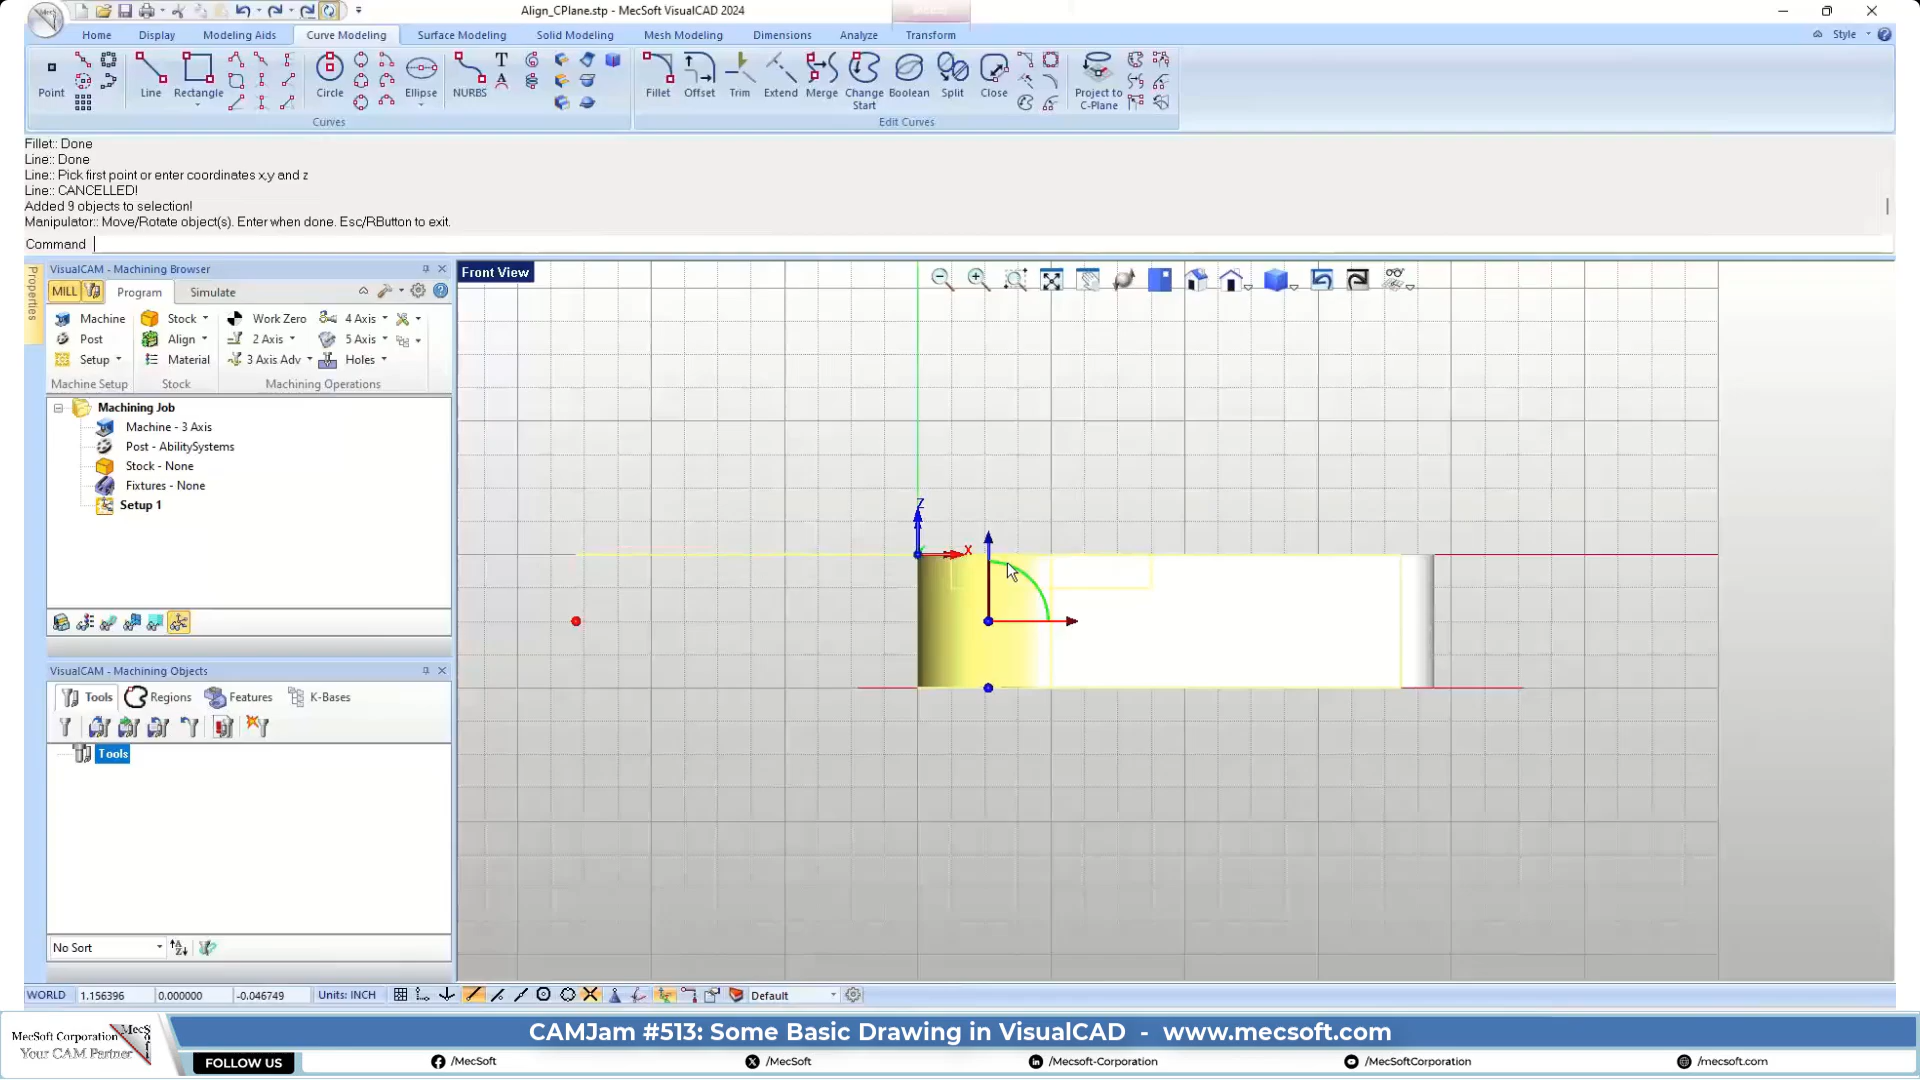 Align_CPlane.stp - MecSoft VisualCAD 2024
Home Display Modeling Aids Curve Modeling Surface Modeling Solid Modeling Mesh Modeling Dimensions Analyze Transform Style
Point Line Rectangle Circle Ellipse NURBS Fillet Offset Trim Extend Merge Change Start Boolean Split Close Project to C-Plane
Curves Edit Curves
Fillet:: Done
Line:: Done
Line:: Pick first point or enter coordinates x,y and z
Line:: CANCELLED!
Added 9 objects to selection!
Manipulator:: Move/Rotate object(s). Enter when done. Esc/RButton to exit.
Command
Properties
VisualCAM - Machining Browser
MILL Program Simulate
Machine Stock Work Zero 4 Axis
Post Align 2 Axis 5 Axis
Setup Material 3 Axis Adv Holes
Machine Setup Stock Machining Operations
Machining Job
Machine - 3 Axis
Post - AbilitySystems
Stock - None
Fixtures - None
Setup 1
VisualCAM - Machining Objects
Tools Regions Features K-Bases
Tools
No Sort
Front View
Z
X
WORLD 1.156396 0.000000 -0.046749 Units: INCH Default
MecSoft Corporation
Your CAM Partner
CAMJam #513: Some Basic Drawing in VisualCAD - www.mecsoft.com
FOLLOW US /MecSoft /MecSoft /Mecsoft-Corporation /MecSoftCorporation /mecsoft.com